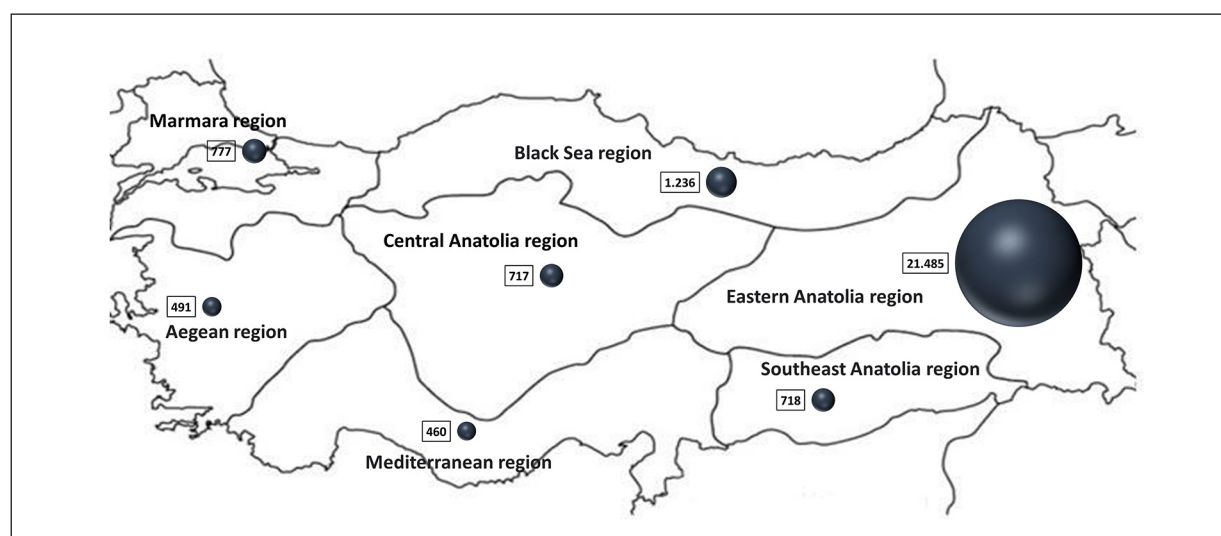 Marmara region
777
Black Sea region
1.236
Central Anatolia region
717
21.485
Eastern Anatolia region
491
Aegean region
Southeast Anatolia region
718
460
Mediterranean region